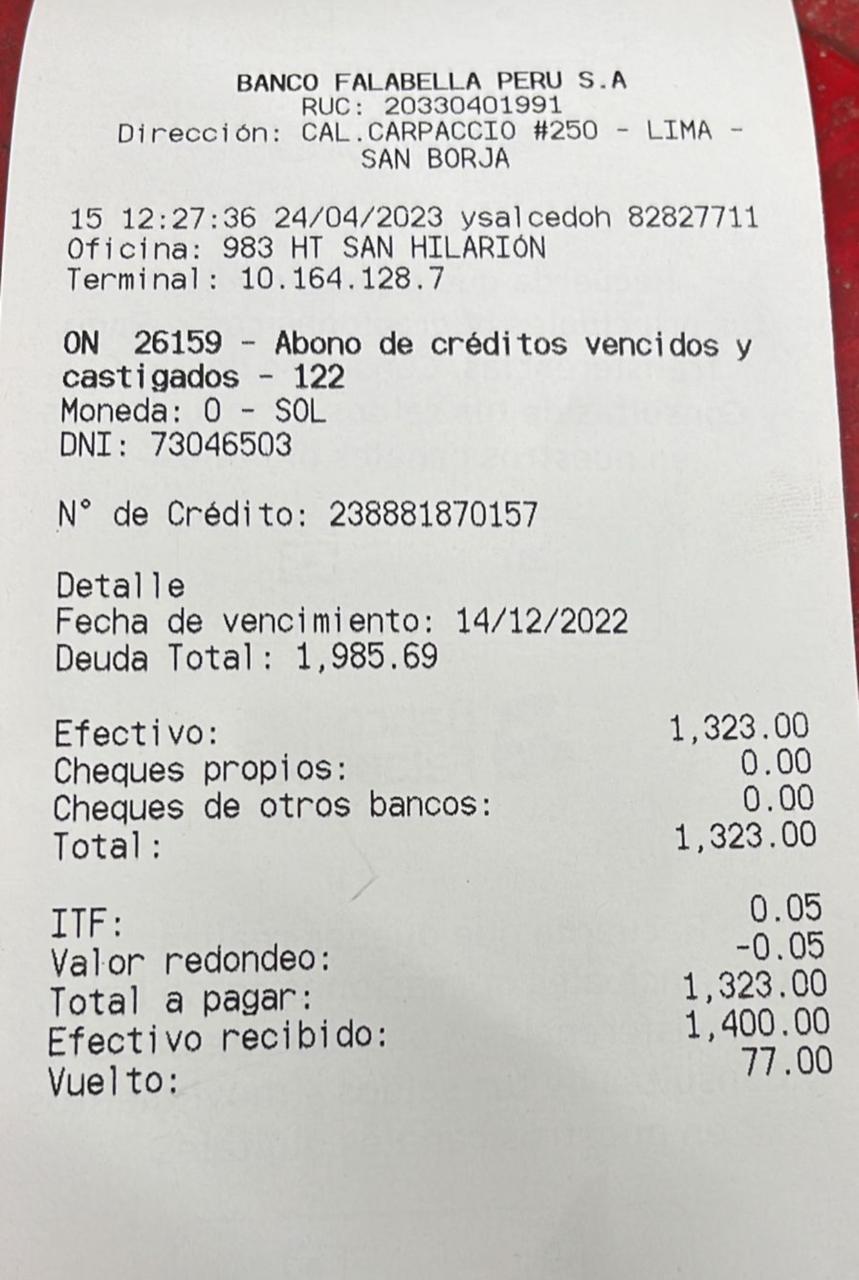 BANCO FALABELLA PERU S.A
RUC: 20330401991
Dirección: CAL.CARPACCIO #250 - LIMA -
SAN BORJA
15 12:27:36 24/04/2023 ysalcedoh 82827711
Oficina: 983 HT SAN HILARIÓN
Terminal: 10.164.128.7
ON 26159 - Abono de créditos vencidos y
castigados - 122
Moneda: 0 - SOL
DNI: 73046503
N° de Crédito: 238881870157
Detalle
Fecha de vencimiento: 14/12/2022
Deuda Total: 1,985.69
Efectivo: 1,323.00
Cheques propios: 0.00
Cheques de otros bancos: 0.00
Total: 1,323.00
ITF: 0.05
Valor redondeo: -0.05
Total a pagar: 1,323.00
Efectivo recibido: 1,400.00
Vuelto: 77.00